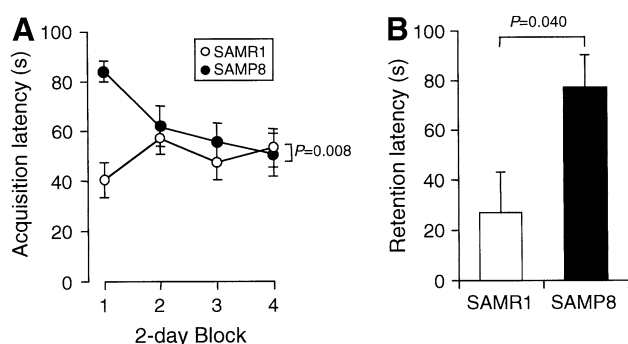 A
Acquisition latency (s)
100
80
60
40
20
0
SAMR1
SAMP8
P=0.008
1 2 3 4
2-day Block
B
Retention latency (s)
100
80
60
40
20
0
P=0.040
SAMR1 SAMP8